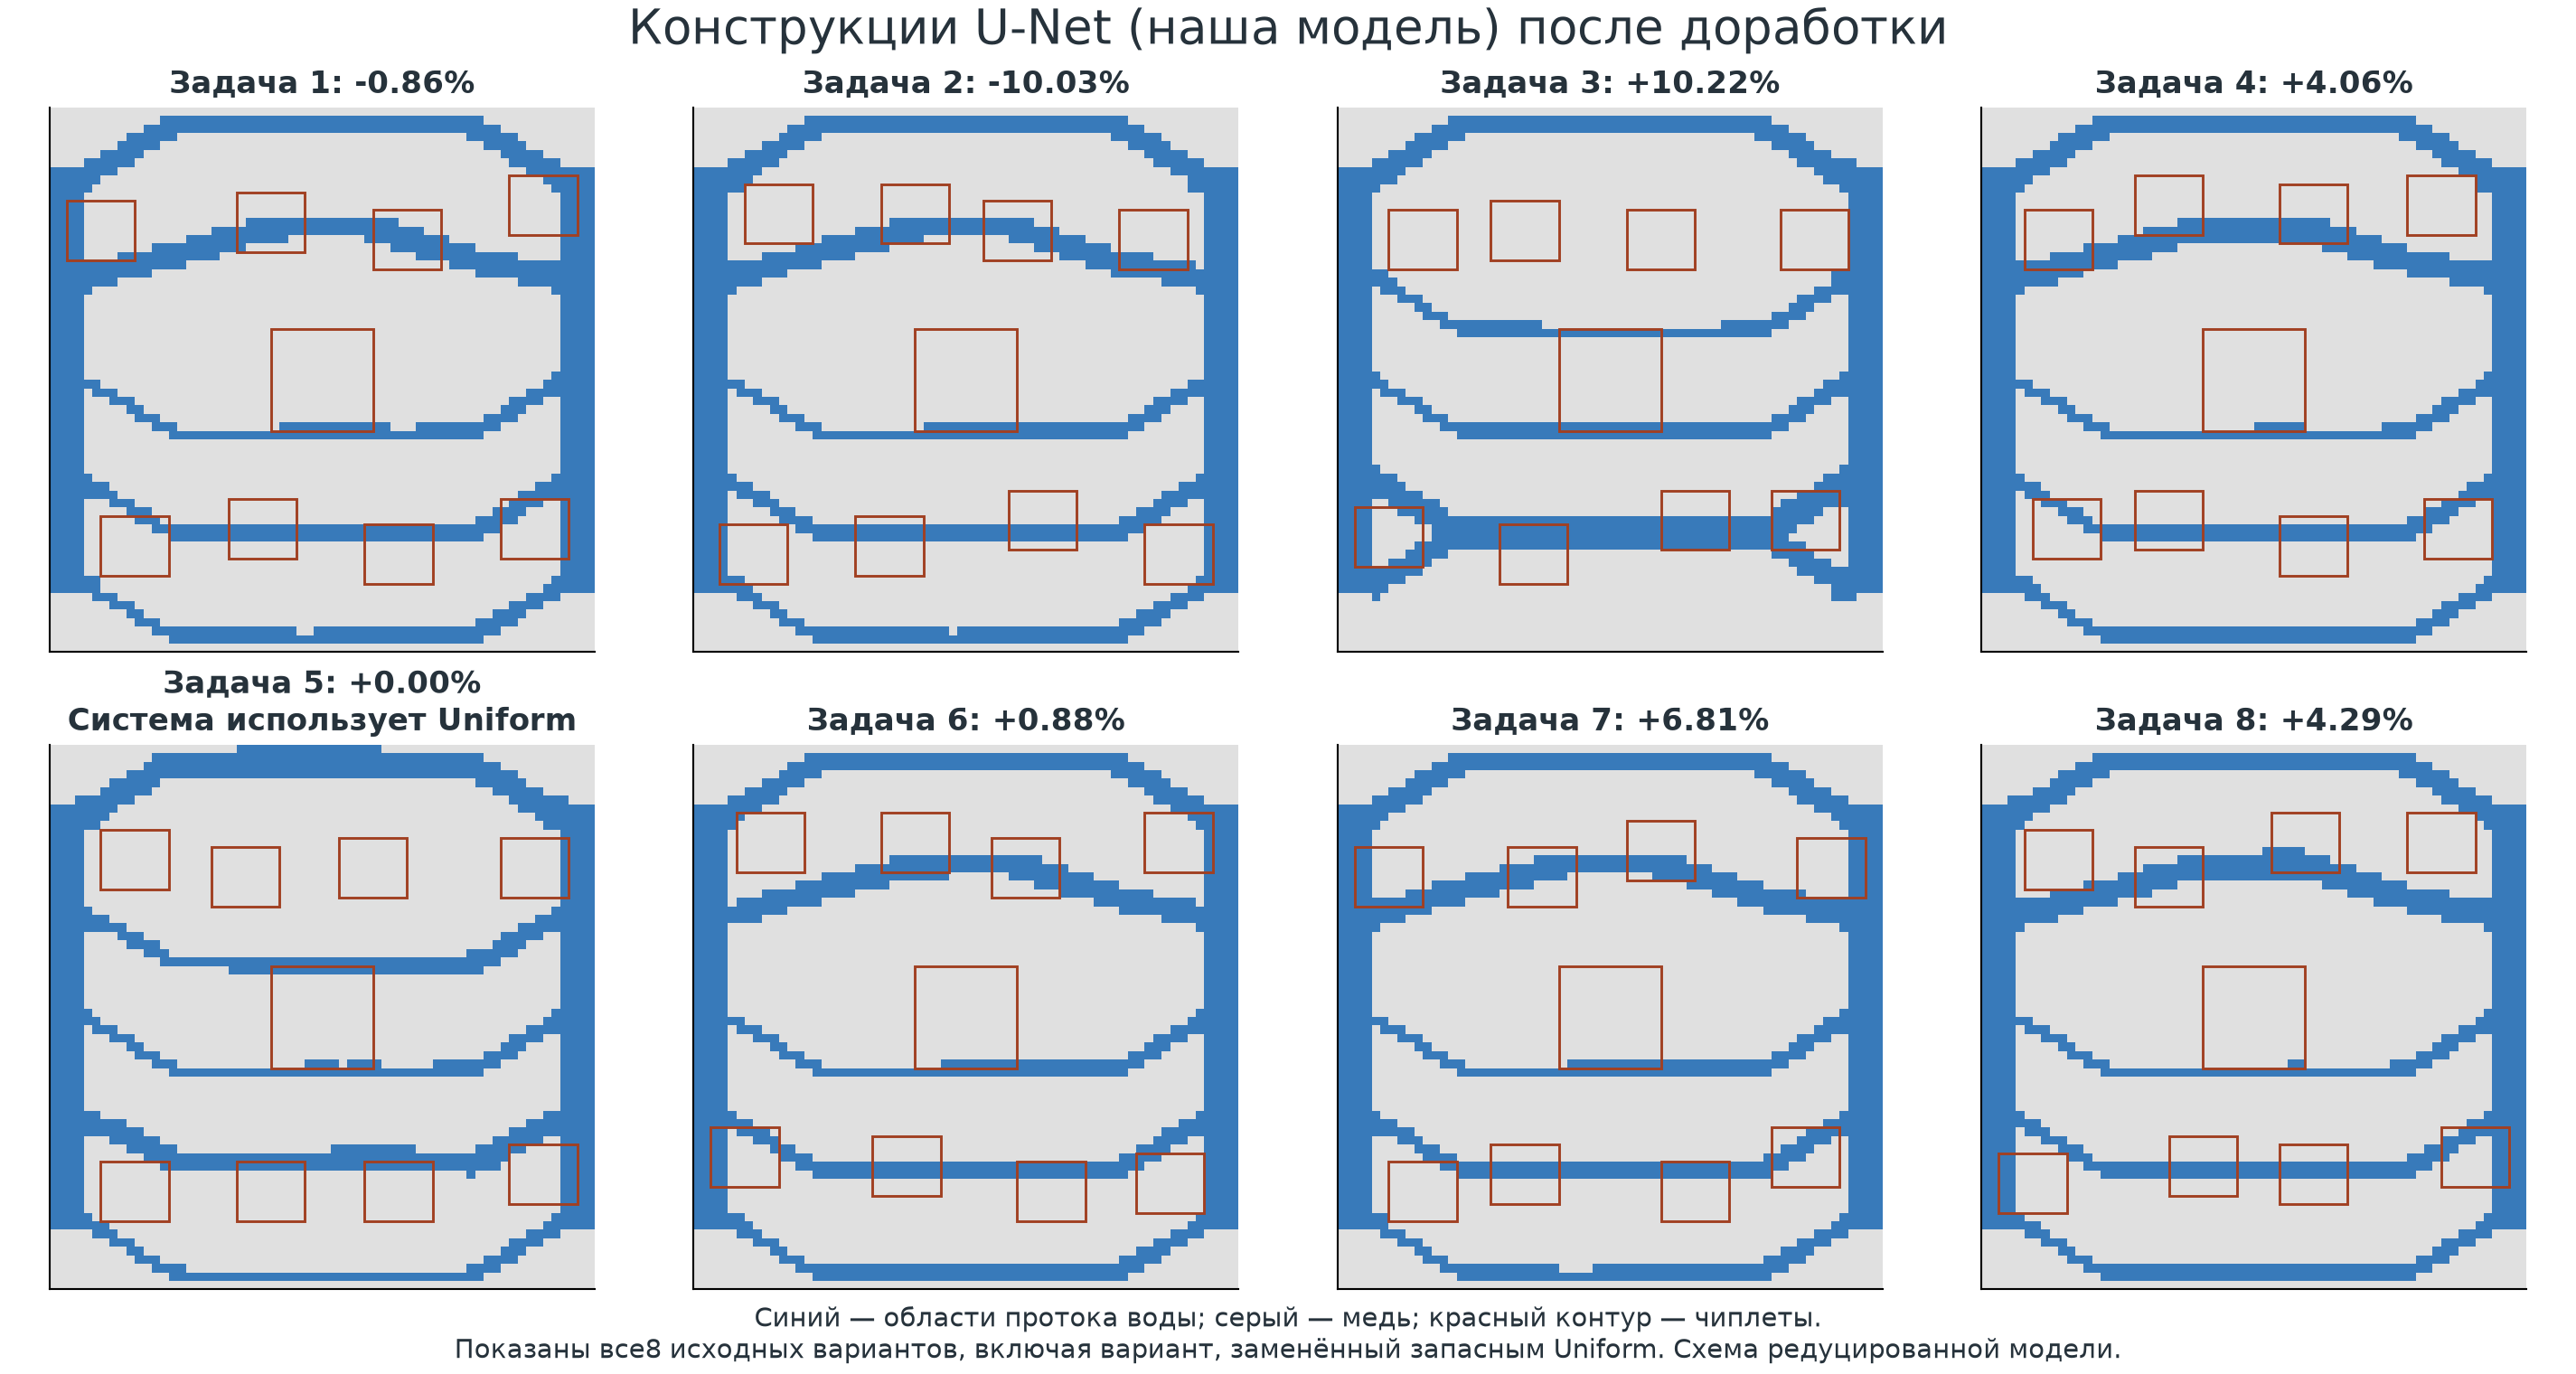 Конструкции U-Net (наша модель) после доработки
Задача 1: -0.86%
Задача 2: -10.03%
Задача 3: +10.22%
Задача 4: +4.06%
Задача 5: +0.00%
Система использует Uniform
Задача 6: +0.88%
Задача 7: +6.81%
Задача 8: +4.29%
Синий — области протока воды; серый — медь; красный контур — чиплеты.
Показаны все8 исходных вариантов, включая вариант, заменённый запасным Uniform. Схема редуцированной модели.